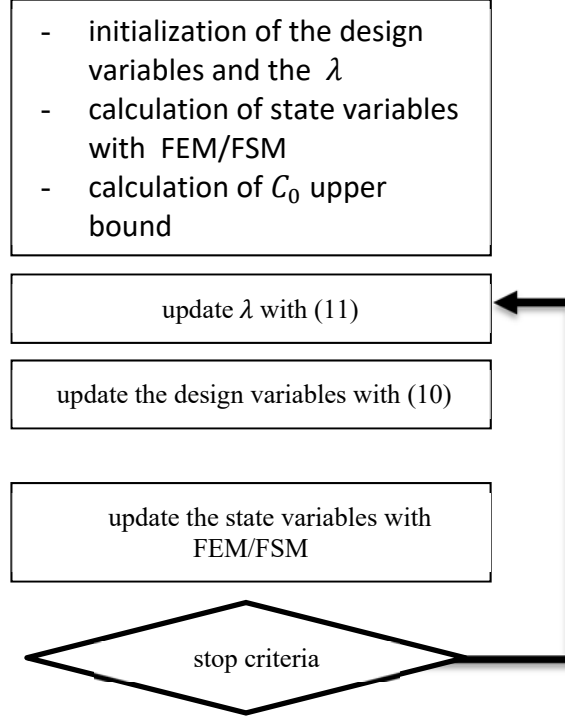 - initialization of the design
variables and the λ
- calculation of state variables
with FEM/FSM
- calculation of C₀ upper
bound
update λ with (11)
update the design variables with (10)
update the state variables with
FEM/FSM
stop criteria